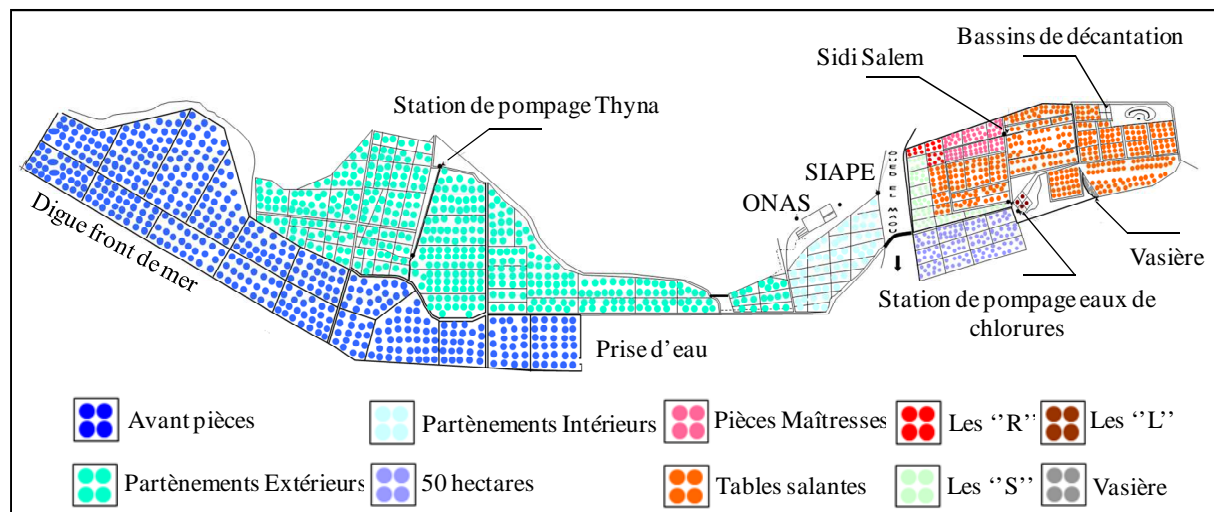 Bassins de décantation
Sidi Salem
Station de pompage Thyna
SIAPE
ONAS
OUED EL MAOU
Digue front de mer
Vasière
Station de pompage eaux de
chlorures
Prise d’eau
Avant pièces
Partènements Intérieurs
Pièces Maîtresses
Les ‘’R’’
Les ‘’L’’
Partènements Extérieurs
50 hectares
Tables salantes
Les ‘’S’’
Vasière